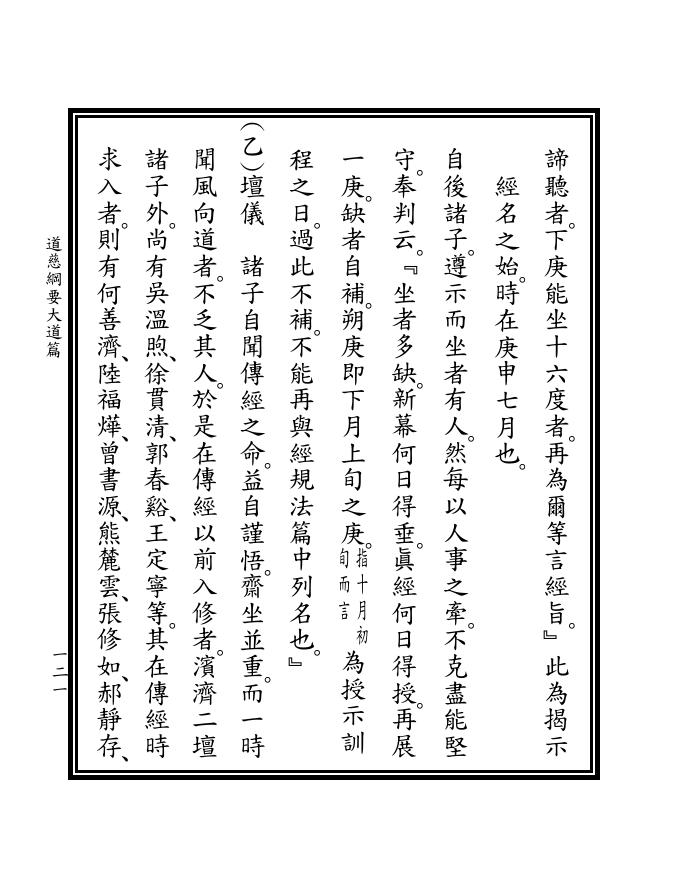 諦聽者。下庚能坐十六度者。再為爾等言經旨。』此為揭示
經名之始。時在庚申七月也。
自後諸子。遵示而坐者有人。然每以人事之牽。不克盡能堅
守。奉判云。『坐者多缺。新幕何日得垂。眞經何日得授。再展
一庚。缺者自補。朔庚即下月上旬之庚。指十月初旬而言為授示訓
程之日。過此不補。不能再與經規法篇中列名也。』
(乙)壇儀　諸子自聞傳經之命。益自謹悟。齋坐並重。而一時
聞風向道者。不乏其人。於是在傳經以前入修者。濱濟二壇
諸子外。尚有吳溫煦、徐貫清、郭春谿、王定寧等。其在傳經時
求入者。則有何善濟、陸福燁、曾書源、熊麓雲、張修如、郝靜存、
道慈綱要大道篇
一二一